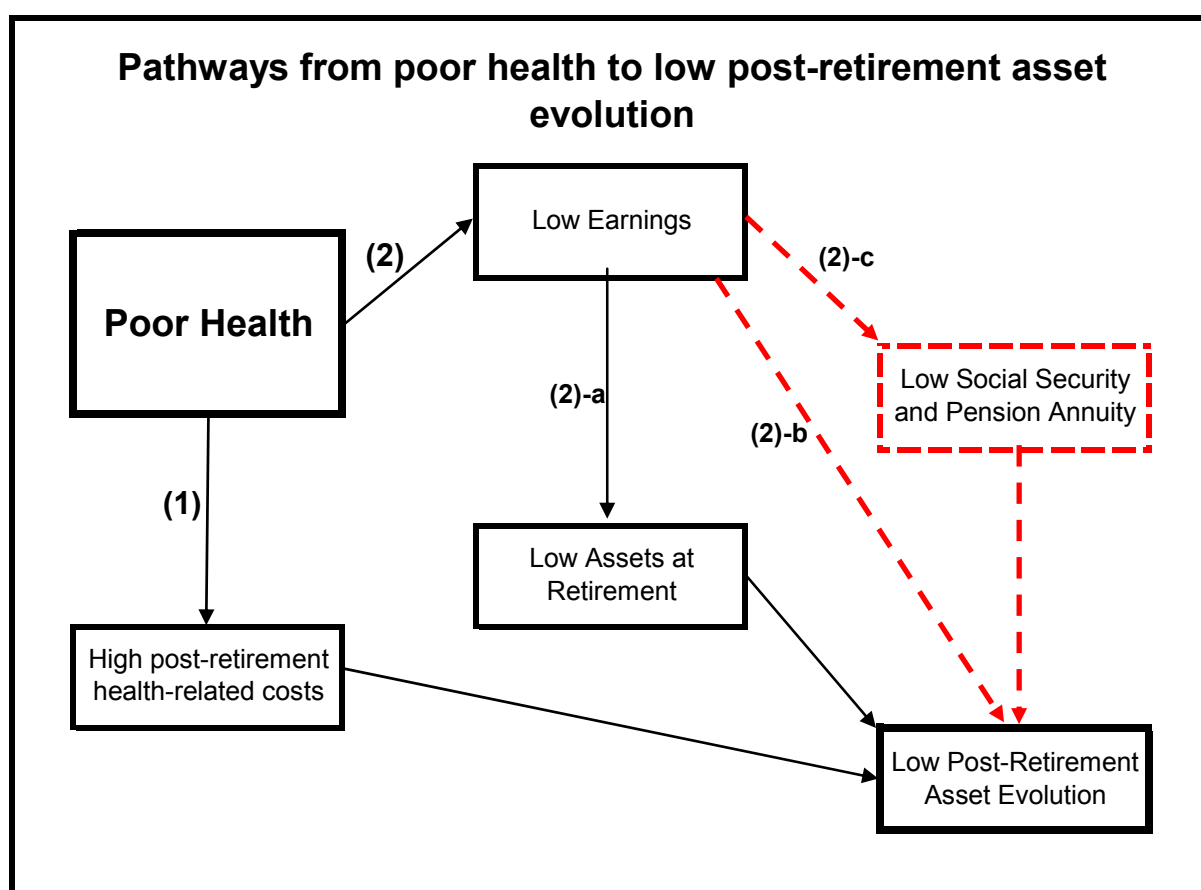 Pathways from poor health to low post-retirement asset
evolution
Low Earnings
(2)
(2)-c
Poor Health
Low Social Security
and Pension Annuity
(2)-a
(2)-b
(1)
Low Assets at
Retirement
High post-retirement
health-related costs
Low Post-Retirement
Asset Evolution